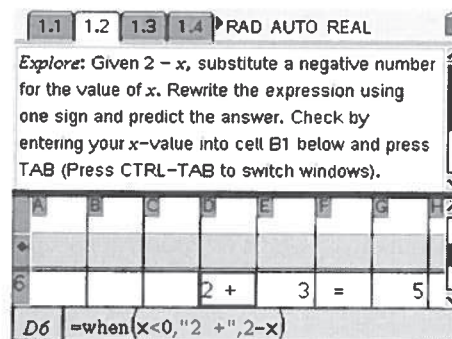 1.1 1.2 1.3 1.4 RAD AUTO REAL
Explore: Given 2 – x, substitute a negative number
for the value of x. Rewrite the expression using
one sign and predict the answer. Check by
entering your x-value into cell B1 below and press
TAB (Press CTRL-TAB to switch windows).
A B C D E F G H
◆
6 2 + 3 = 5
D6 =when(x<0,"2 +",2-x)